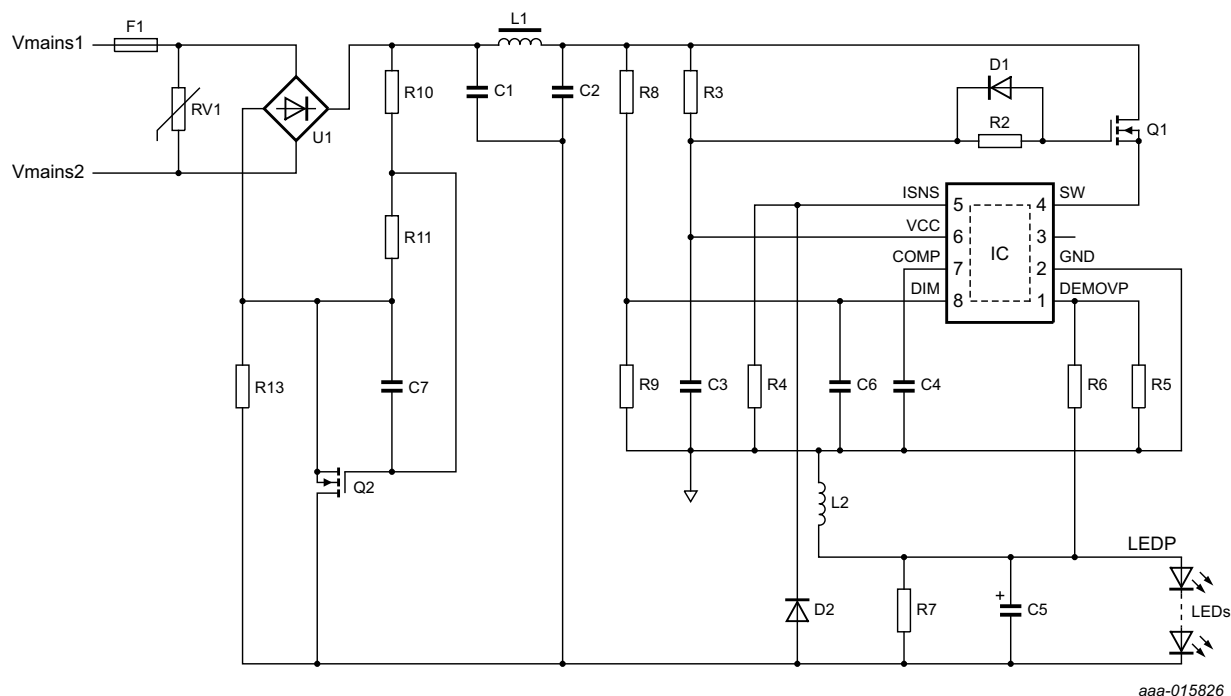 F1
L1
Vmains1
D1
R10
C1
C2
R8
R3
RV1
R2
Q1
U1
Vmains2
ISNS
SW
5
4
R11
VCC
6
IC
3
COMP
GND
7
2
DIM
DEMOVP
8
1
R13
C7
R9
C3
R4
C6
C4
R6
R5
Q2
L2
LEDP
+
D2
R7
C5
LEDs
aaa-015826